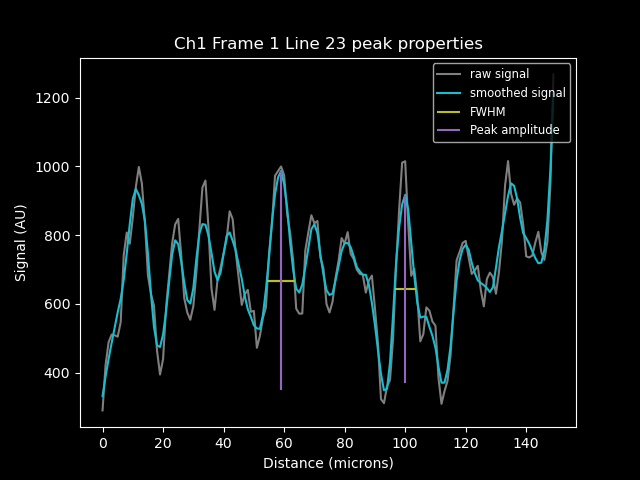 Ch1 Frame 1 Line 23 peak properties
raw signal
smoothed signal
FWHM
Peak amplitude
Signal (AU)
1200
1000
800
600
400
0 20 40 60 80 100 120 140
Distance (microns)